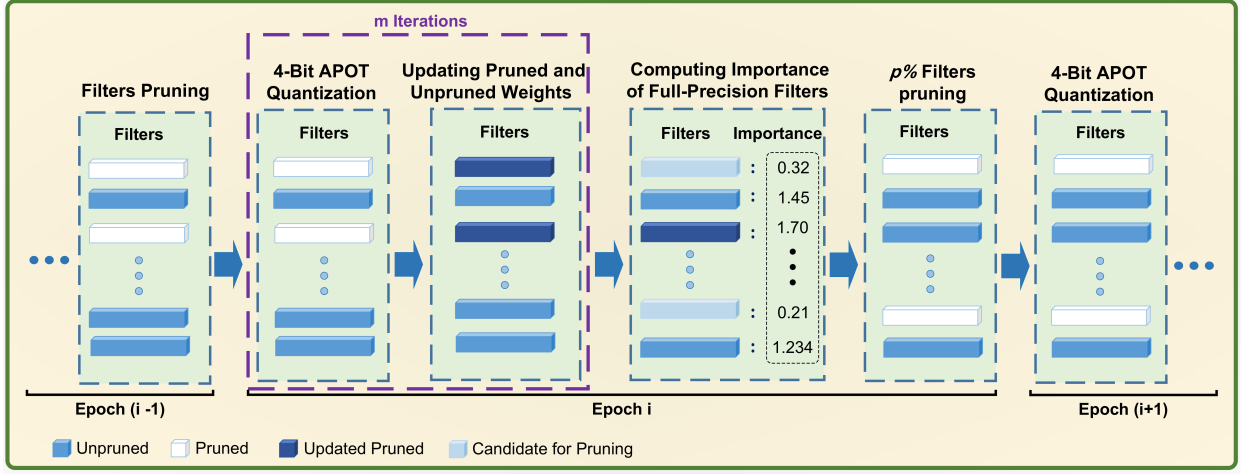 m Iterations
Filters Pruning
4-Bit APOT
Quantization
Updating Pruned and
Unpruned Weights
Computing Importance
of Full-Precision Filters
p% Filters
pruning
4-Bit APOT
Quantization
Filters
Filters
Filters
Filters Importance
Filters
Filters
: 0.32
: 1.45
: 1.70
: 0.21
: 1.234
Epoch (i -1)
Epoch i
Epoch (i+1)
Unpruned
Pruned
Updated Pruned
Candidate for Pruning